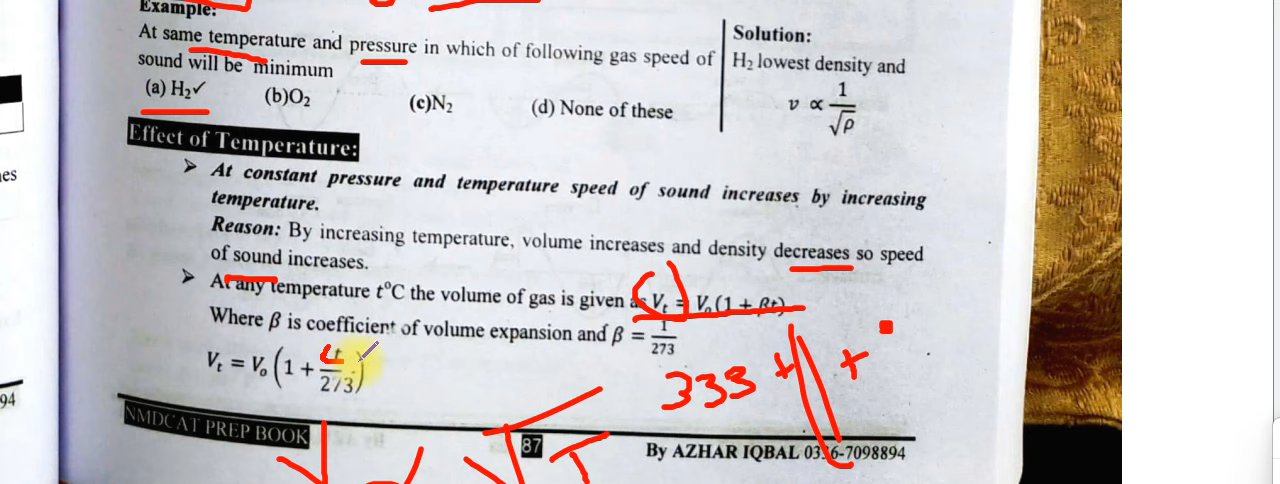 Example:
At same temperature and pressure in which of following gas speed of
sound will be minimum
(a) H₂✓ (b)O₂ (c)N₂ (d) None of these
Solution:
H₂ lowest density and
v ∝ 1/√ρ
Effect of Temperature:
➤ At constant pressure and temperature speed of sound increases by increasing
temperature.
Reason: By increasing temperature, volume increases and density decreases so speed
of sound increases.
➤ At any temperature t°C the volume of gas is given as Vₜ = Vₒ(1 + βt)
Where β is coefficient of volume expansion and β = 1/273
Vₜ = Vₒ(1 + t/273)
333 +
+
NMDCAT PREP BOOK
87
By AZHAR IQBAL 0336-7098894
√T
94